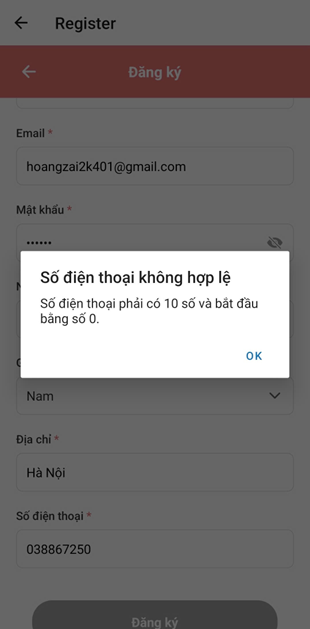 Register
Đăng ký
Email *
hoangzai2k401@gmail.com
Mật khẩu *
••••••
Số điện thoại không hợp lệ
Số điện thoại phải có 10 số và bắt đầu
bằng số 0.
OK
Nam
Địa chỉ *
Hà Nội
Số điện thoại *
038867250
Đăng ký